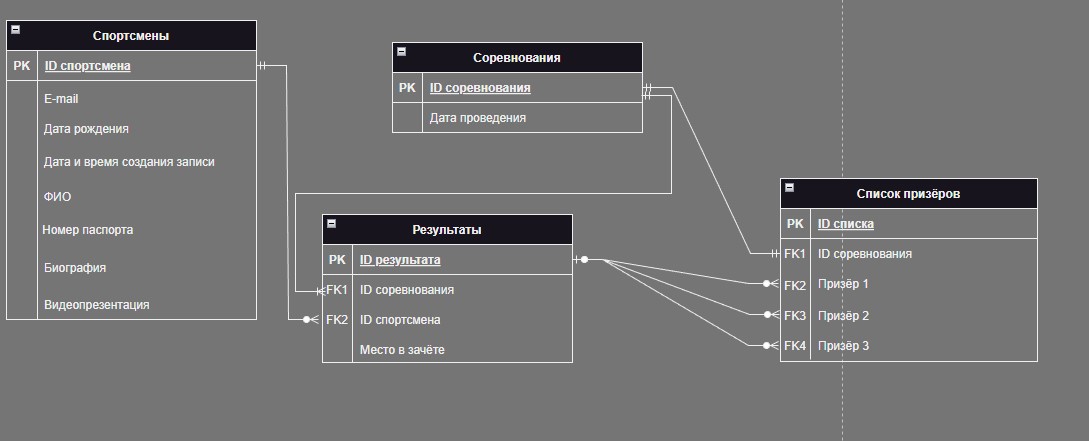 Спортсмены
PK ID спортсмена
E-mail
Дата рождения
Дата и время создания записи
ФИО
Номер паспорта
Биография
Видеопрезентация
Соревнования
PK ID соревнования
Дата проведения
Результаты
PK ID результата
FK1 ID соревнования
FK2 ID спортсмена
Место в зачёте
Список призёров
PK ID списка
FK1 ID соревнования
FK2 Призёр 1
FK3 Призёр 2
FK4 Призёр 3